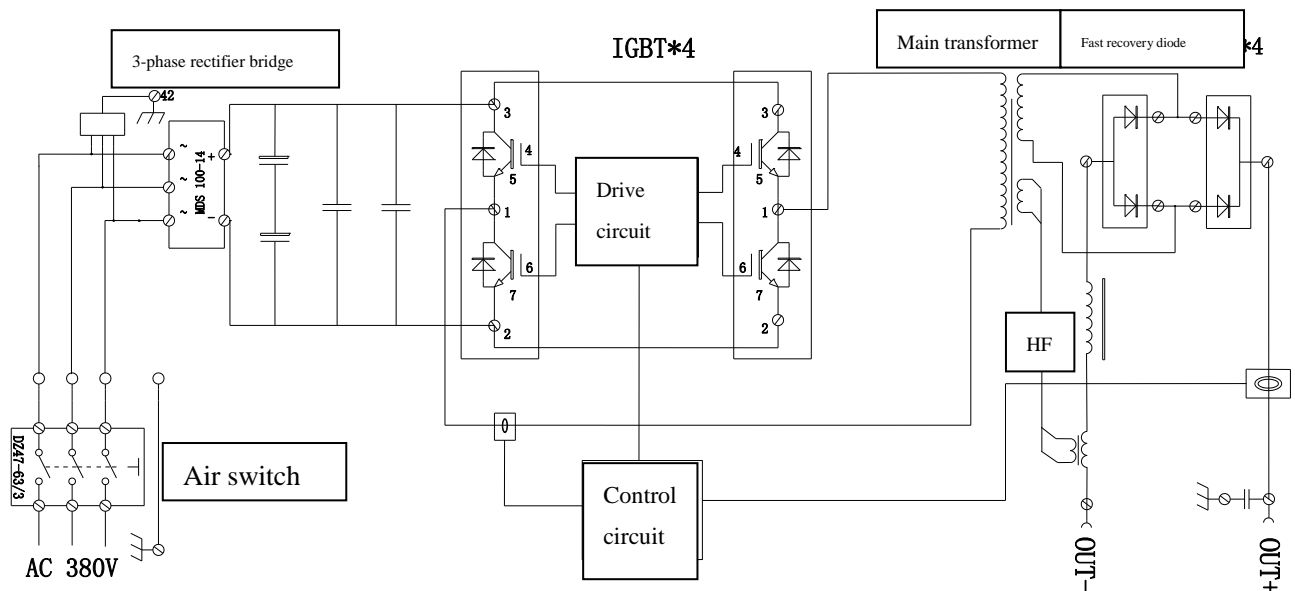 3-phase rectifier bridge
IGBT*4
Main transformer
Fast recovery diode
*4
42
~
~
~
+
-
MDS 100-14
3
4
5
1
6
7
2
Drive
circuit
3
4
5
1
6
7
2
HF
DZ47-63/3
Air switch
Control
circuit
AC 380V
OUT-
OUT+